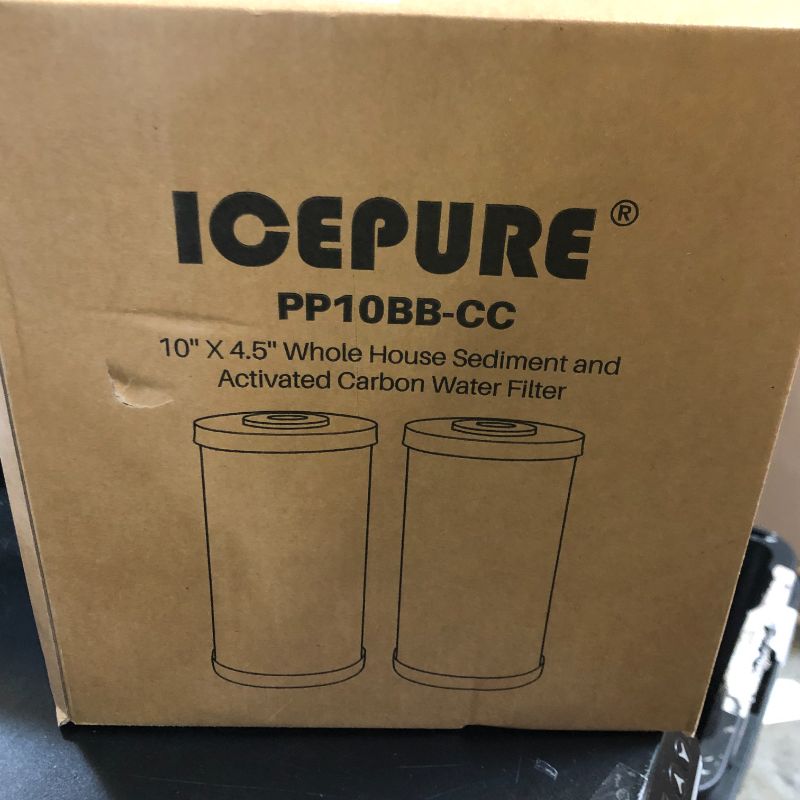 ICEPURE®
PP10BB-CC
10" X 4.5" Whole House Sediment and
Activated Carbon Water Filter